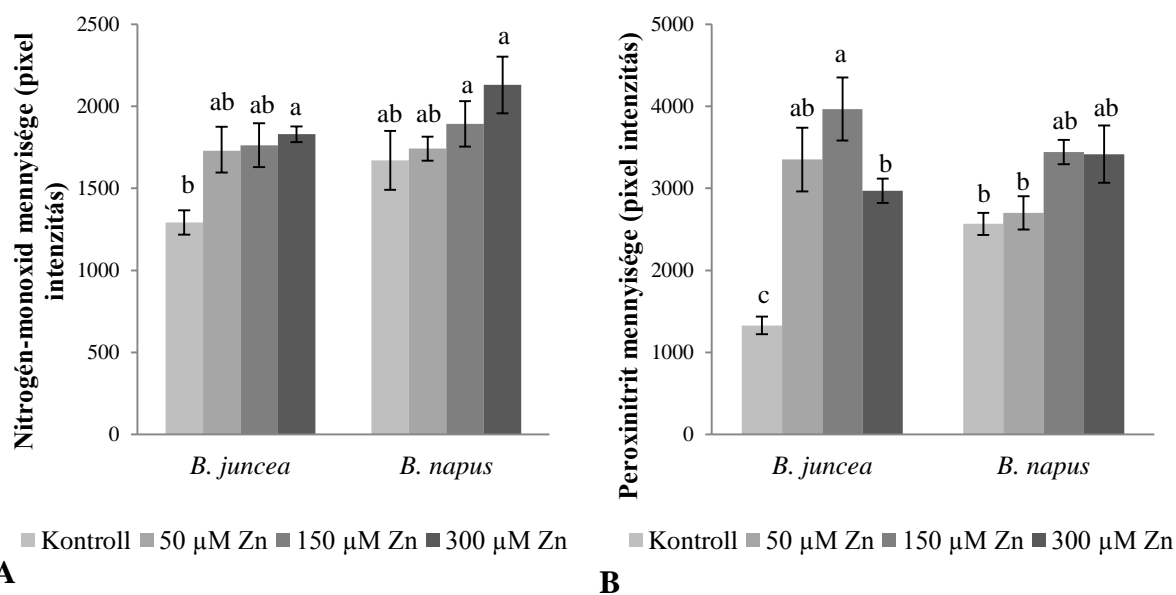 Nitrogén-monoxid mennyisége (pixel
intenzitás)
2500
2000
1500
1000
500
0
b
ab
ab
a
ab
ab
a
a
B. juncea
B. napus
Kontroll
50 µM Zn
150 µM Zn
300 µM Zn
A
Peroxinitrit mennyisége (pixel intenzitás)
5000
4000
3000
2000
1000
0
c
ab
a
b
b
b
ab
ab
B. juncea
B. napus
Kontroll
50 µM Zn
150 µM Zn
300 µM Zn
B